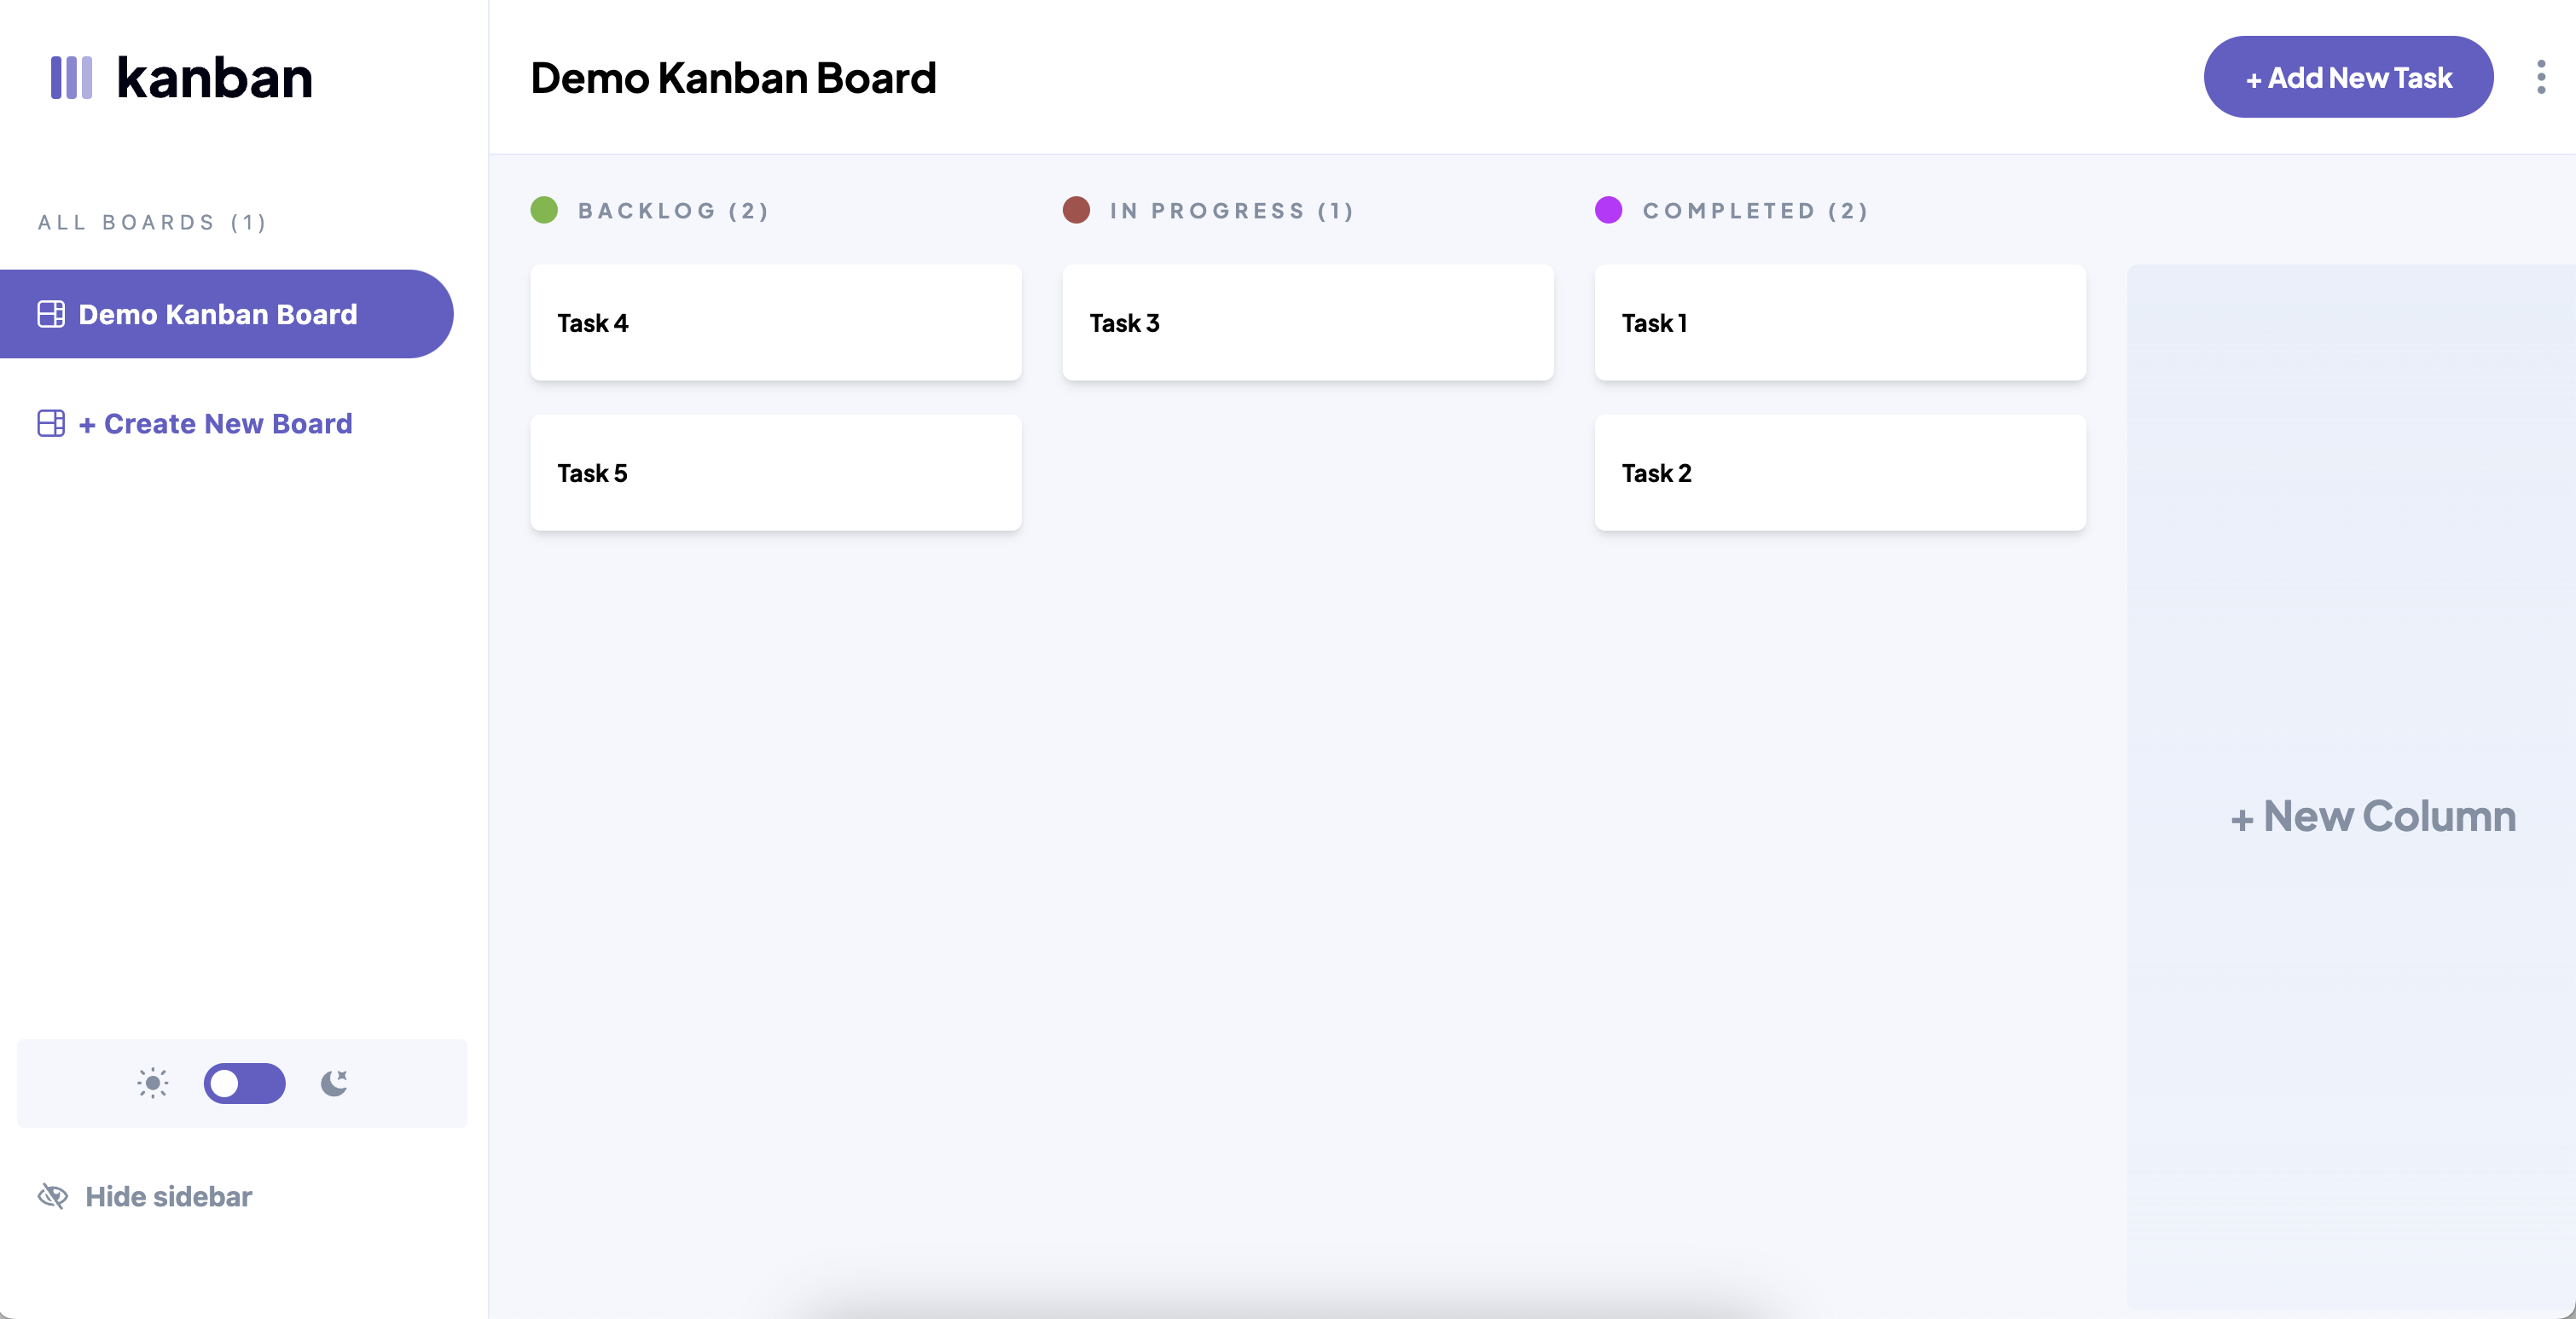 kanban
ALL BOARDS (1)
Demo Kanban Board
+ Create New Board
Hide sidebar
Demo Kanban Board
+ Add New Task
BACKLOG (2)
Task 4
Task 5
IN PROGRESS (1)
Task 3
COMPLETED (2)
Task 1
Task 2
+ New Column